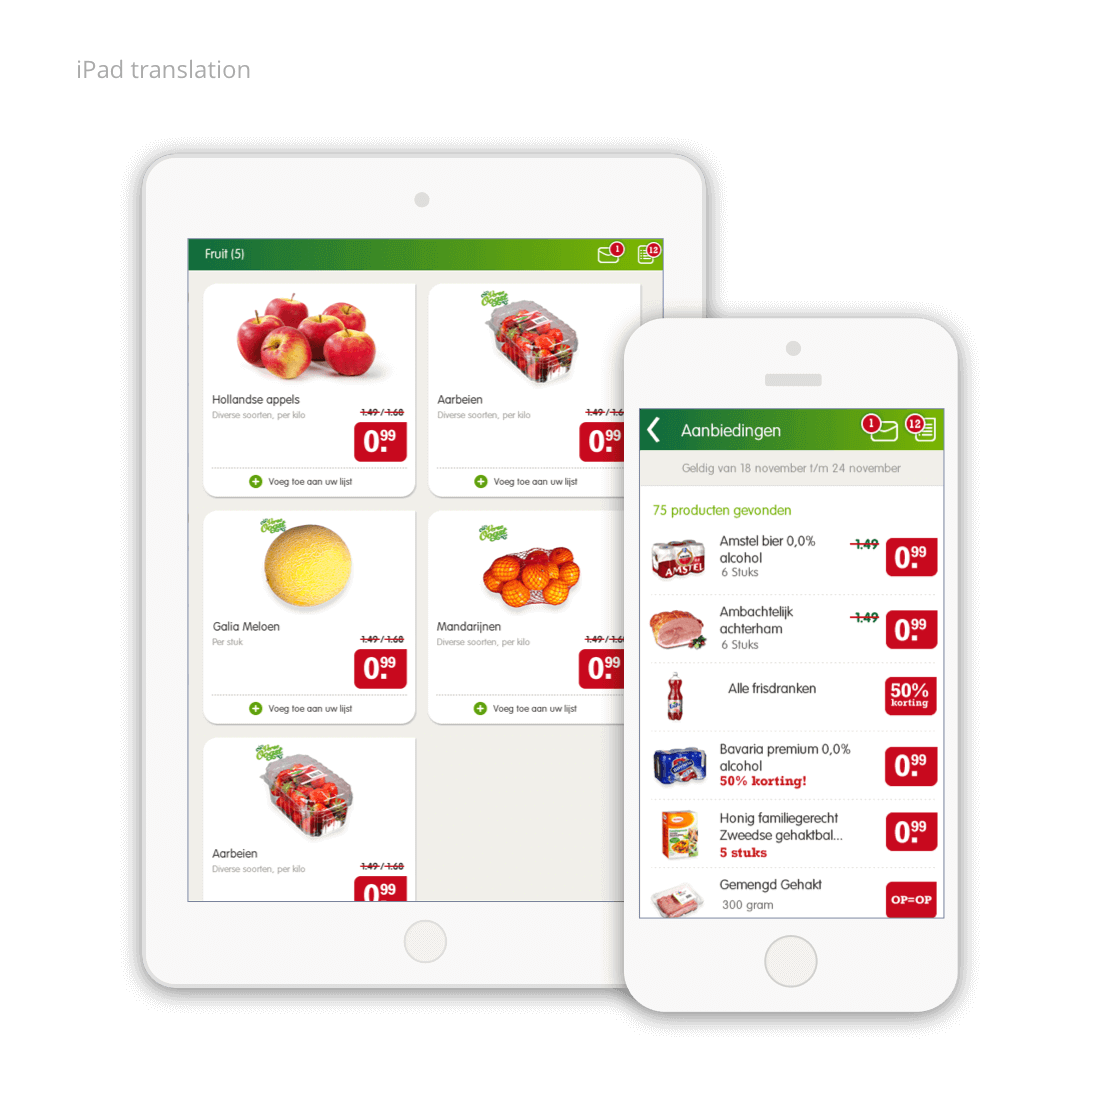 iPad translation
Fruit (5)
1
12
Hollandse appels
Diverse soorten, per kilo
1.49 / 1.68
0.99
Voeg toe aan uw lijst
Aarbeien
Diverse soorten, per kilo
1.49 / 1.6
0.99
Voeg toe aan uw lijst
Galia Meloen
Per stuk
1.49 / 1.68
0.99
Voeg toe aan uw lijst
Mandarijnen
Diverse soorten, per kilo
1.49 / 1.6
0.99
Voeg toe aan uw lijst
Aarbeien
Diverse soorten, per kilo
1.49 / 1.68
0.99
Aanbiedingen
1
12
Geldig van 18 november t/m 24 november
75 producten gevonden
AMSTEL
Amstel bier 0,0%
alcohol
6 Stuks
1.49
0.99
Ambachtelijk
achterham
6 Stuks
1.49
0.99
Alle frisdranken
50%
korting
Bavaria premium 0,0%
alcohol
50% korting!
0.99
Honig familiegerecht
Zweedse gehaktbal...
5 stuks
0.99
Gemengd Gehakt
300 gram
OP=OP